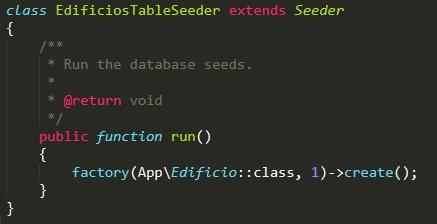 class EdificiosTableSeeder extends Seeder
{
    /**
     * Run the database seeds.
     *
     * @return void
     */
    public function run()
    {
        factory(App\Edificio::class, 1)->create();
    }
}